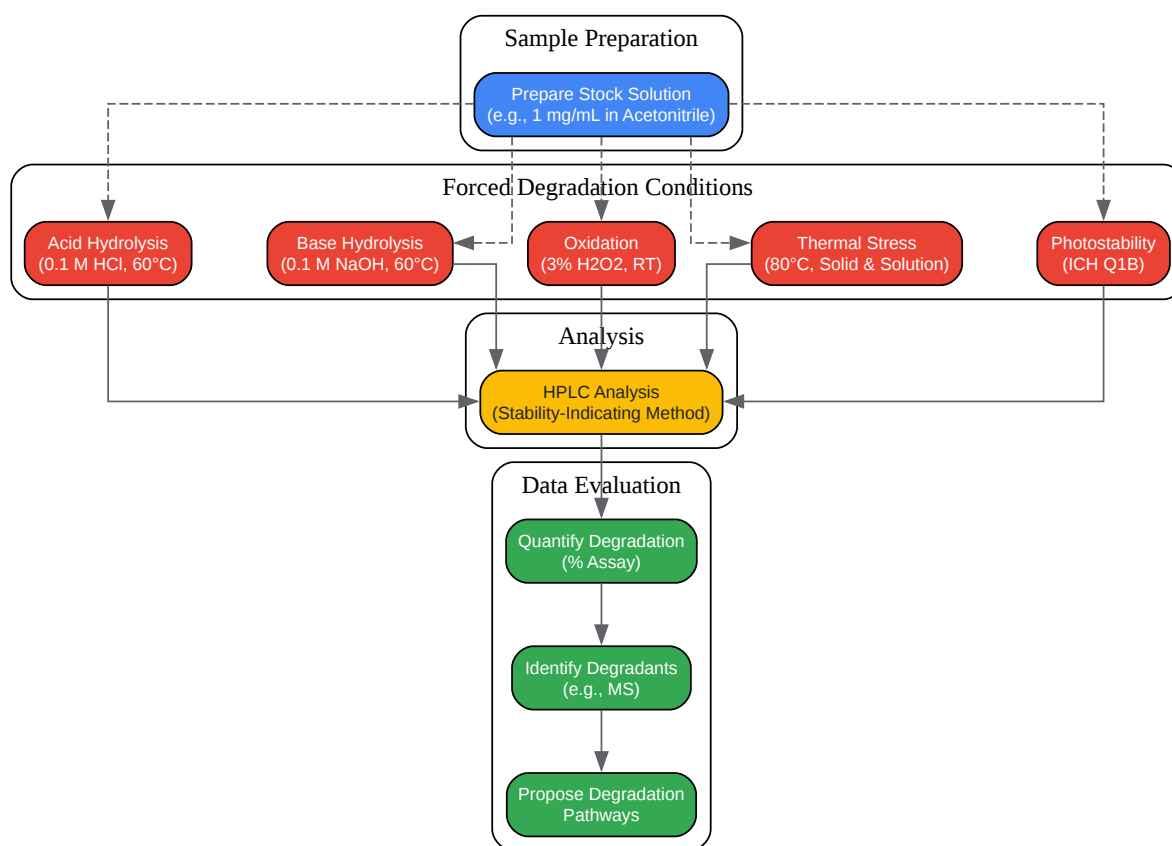 Sample Preparation
Prepare Stock Solution
(e.g., 1 mg/mL in Acetonitrile)
Forced Degradation Conditions
Acid Hydrolysis
(0.1 M HCl, 60°C)
Base Hydrolysis
(0.1 M NaOH, 60°C)
Oxidation
(3% H2O2, RT)
Thermal Stress
(80°C, Solid & Solution)
Photostability
(ICH Q1B)
Analysis
HPLC Analysis
(Stability-Indicating Method)
Data Evaluation
Quantify Degradation
(% Assay)
Identify Degradants
(e.g., MS)
Propose Degradation
Pathways